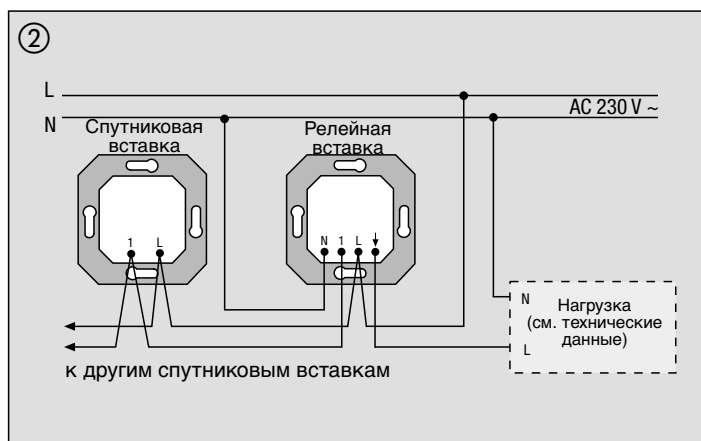 2
L
AC 230 V ~
N
Спутниковая
вставка
Релейная
вставка
1 L
N 1 L ↓
N
Нагрузка
(см. технические
данные)
L
к другим спутниковым вставкам